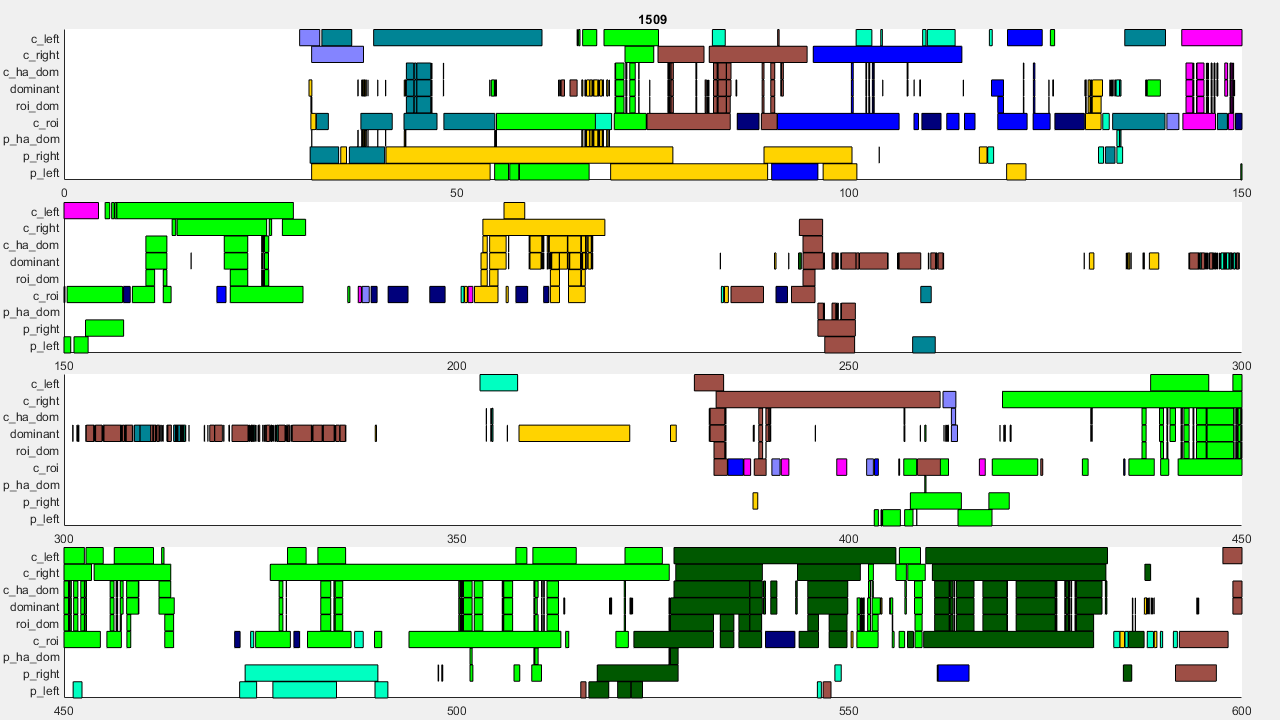 1509
c_left
c_right
c_ha_dom
dominant
roi_dom
c_roi
p_ha_dom
p_right
p_left
0 50 100 150
c_left
c_right
c_ha_dom
dominant
roi_dom
c_roi
p_ha_dom
p_right
p_left
150 200 250 300
c_left
c_right
c_ha_dom
dominant
roi_dom
c_roi
p_ha_dom
p_right
p_left
300 350 400 450
c_left
c_right
c_ha_dom
dominant
roi_dom
c_roi
p_ha_dom
p_right
p_left
450 500 550 600